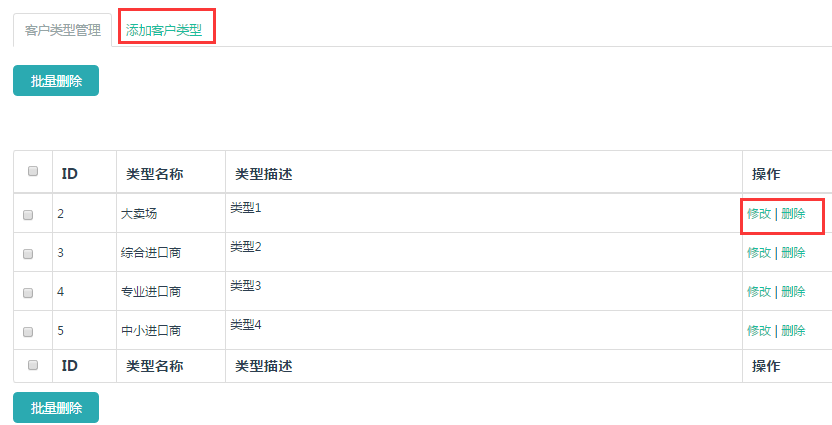 客户类型管理 添加客户类型
批量删除
ID 类型名称 类型描述 操作
2 大卖场 类型1 修改 | 删除
3 综合进口商 类型2 修改 | 删除
4 专业进口商 类型3 修改 | 删除
5 中小进口商 类型4 修改 | 删除
ID 类型名称 类型描述 操作
批量删除